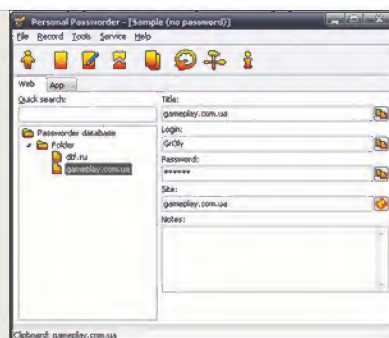 Personal Passworder - [Sample (no password)]
File Record Tools Service Help
Web App
Quick search:
Passworder database
Folder
dtf.ru
gameplay.com.ua
Title:
gameplay.com.ua
Login:
Password:
******
Site:
gameplay.com.ua
Notes:
Clipboard: gameplay.com.ua